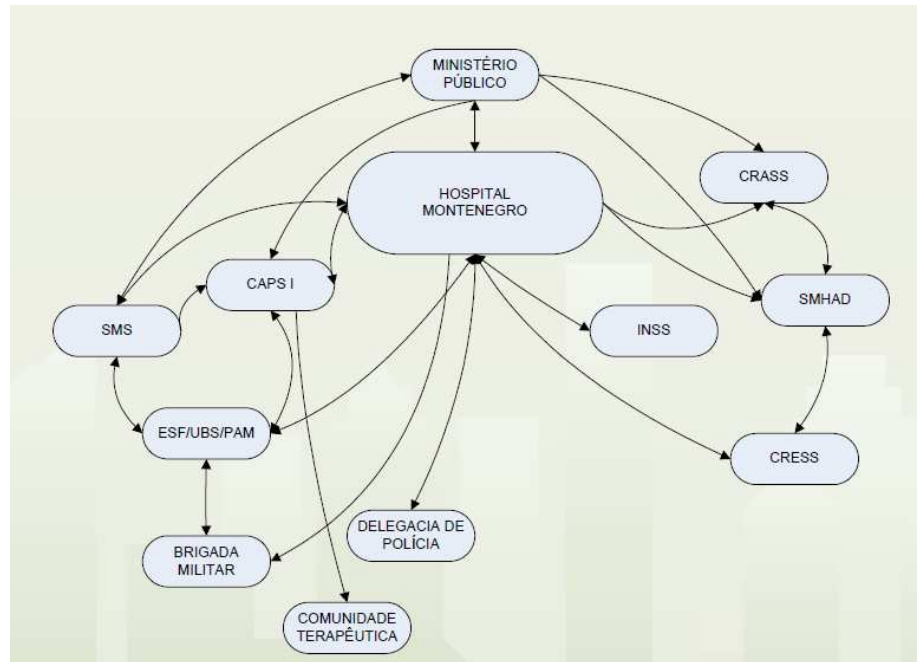 MINISTÉRIO
PÚBLICO
HOSPITAL
MONTENEGRO
CRASS
CAPS I
SMHAD
SMS
INSS
ESF/UBS/PAM
CRESS
DELEGACIA DE
POLÍCIA
BRIGADA
MILITAR
COMUNIDADE
TERAPÊUTICA